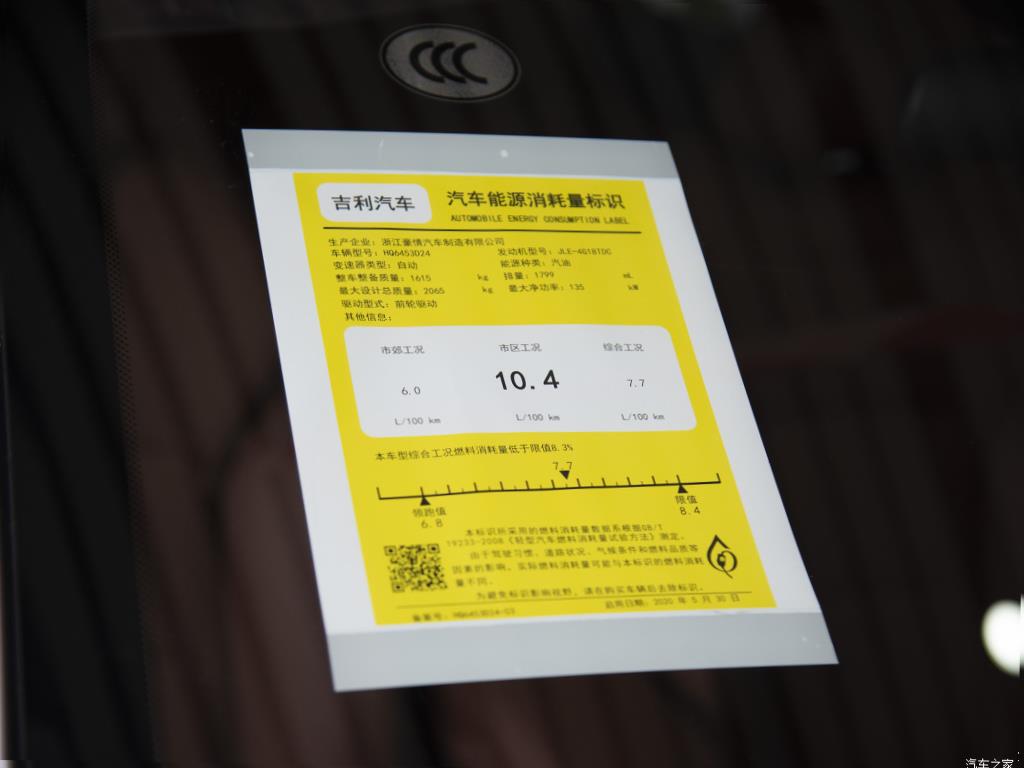 CCC
吉利汽车
汽车能源消耗量标识
AUTOMOBILE ENERGY CONSUMPTION LABEL
生产企业：浙江豪情汽车制造有限公司
车辆型号：HQ6453D24 发动机型号：JLE-4G18TDC
变速器类型：自动 能源种类：汽油
整车整备质量：1615 kg 排量：1799 mL
最大设计总质量：2065 kg 最大净功率：135 kW
驱动型式：前轮驱动
其他信息：
市郊工况 市区工况 综合工况
6.0 10.4 7.7
L/100 km L/100 km L/100 km
本车型综合工况燃料消耗量低于限值8.3%
7.7
领跑值 限值
6.8 8.4
本标识所采用的燃料消耗量数据系根据GB/T
19233-2008《轻型汽车燃料消耗量试验方法》测定。
由于驾驶习惯、道路状况、气候条件和燃料品质等
因素的影响，实际燃料消耗量可能与本标识的燃料消耗
量不同。
为避免标识影响视野，请在购买车辆后去除标识。
备案号：HQ6453D24-03 启用日期：2020 年 5 月 30 日
汽车之家